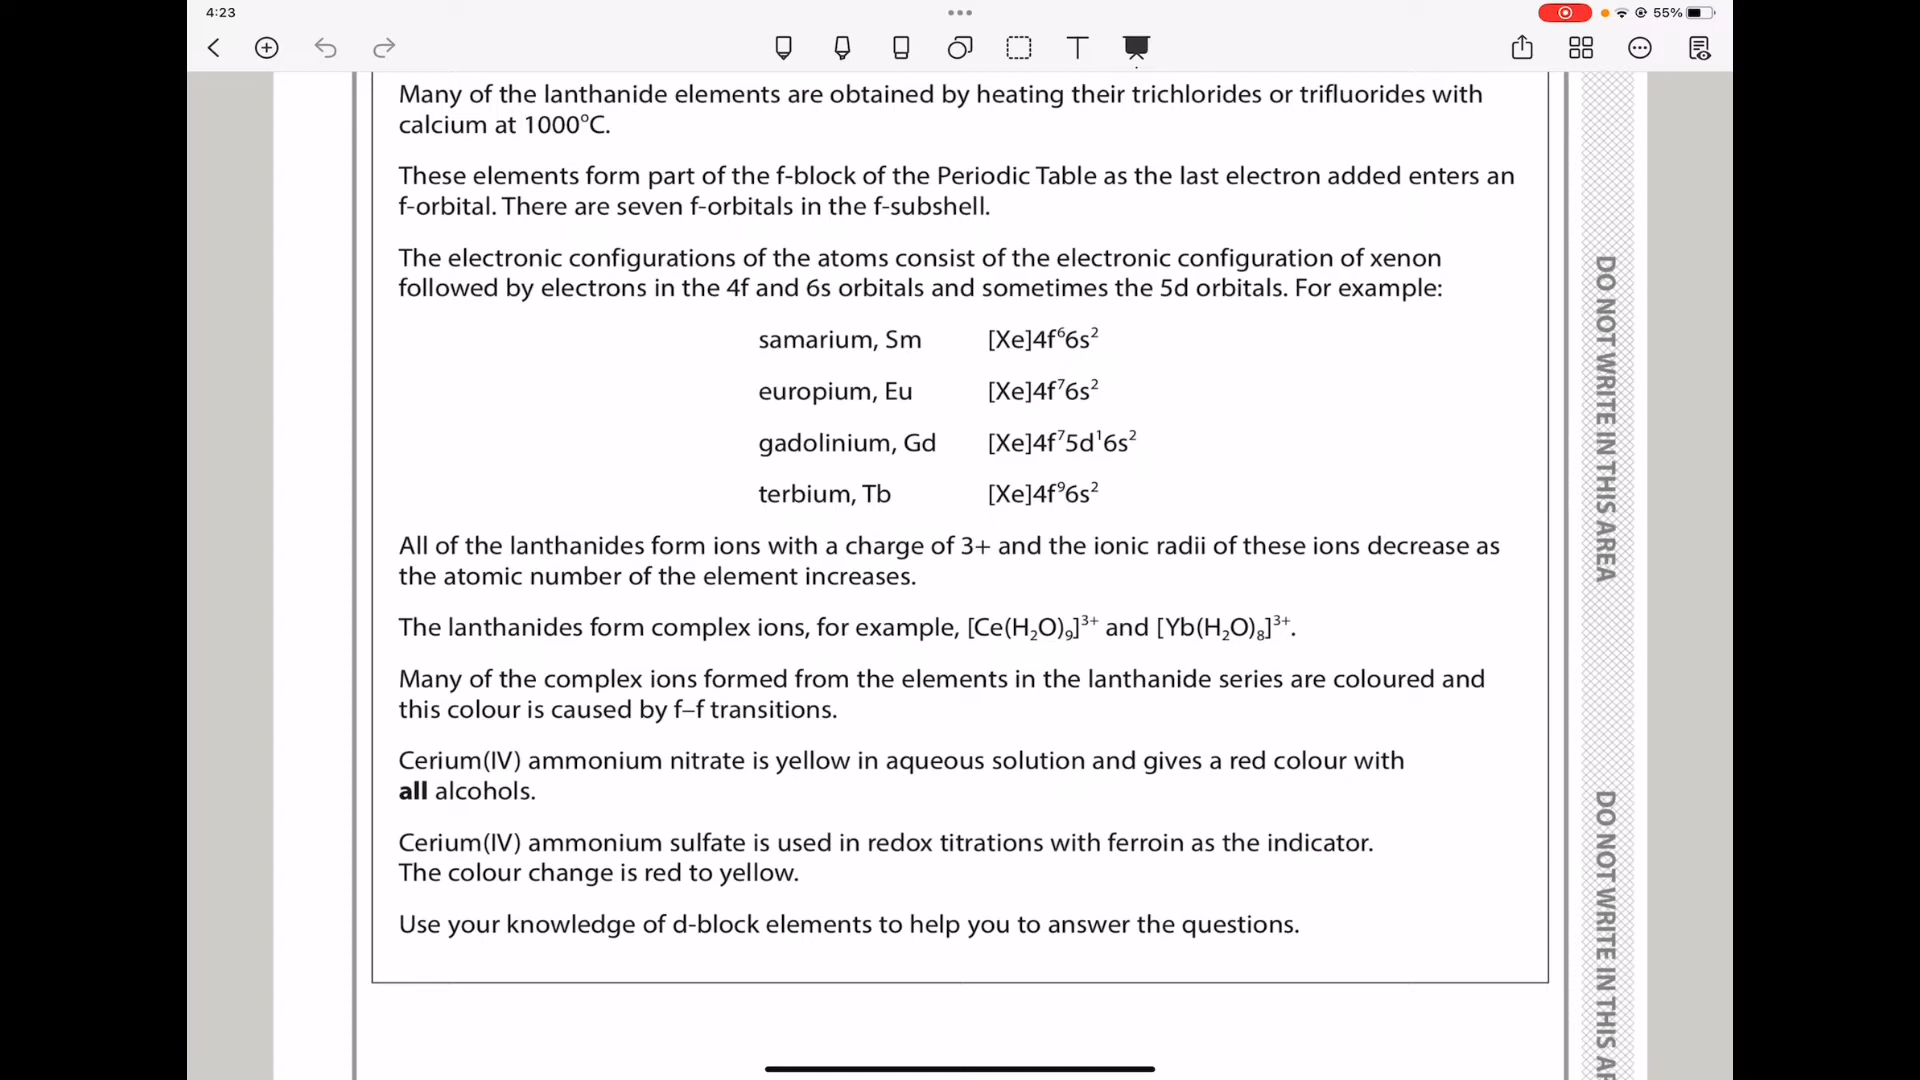 4:23
55%
Many of the lanthanide elements are obtained by heating their trichlorides or trifluorides with
calcium at 1000°C.
These elements form part of the f-block of the Periodic Table as the last electron added enters an
f-orbital. There are seven f-orbitals in the f-subshell.
The electronic configurations of the atoms consist of the electronic configuration of xenon
followed by electrons in the 4f and 6s orbitals and sometimes the 5d orbitals. For example:
samarium, Sm [Xe]4f⁶6s²
europium, Eu [Xe]4f⁷6s²
gadolinium, Gd [Xe]4f⁷5d¹6s²
terbium, Tb [Xe]4f⁹6s²
All of the lanthanides form ions with a charge of 3+ and the ionic radii of these ions decrease as
the atomic number of the element increases.
The lanthanides form complex ions, for example, [Ce(H₂O)₉]³⁺ and [Yb(H₂O)₈]³⁺.
Many of the complex ions formed from the elements in the lanthanide series are coloured and
this colour is caused by f–f transitions.
Cerium(IV) ammonium nitrate is yellow in aqueous solution and gives a red colour with
all alcohols.
Cerium(IV) ammonium sulfate is used in redox titrations with ferroin as the indicator.
The colour change is red to yellow.
Use your knowledge of d-block elements to help you to answer the questions.
DO NOT WRITE IN THIS AREA
DO NOT WRITE IN THIS